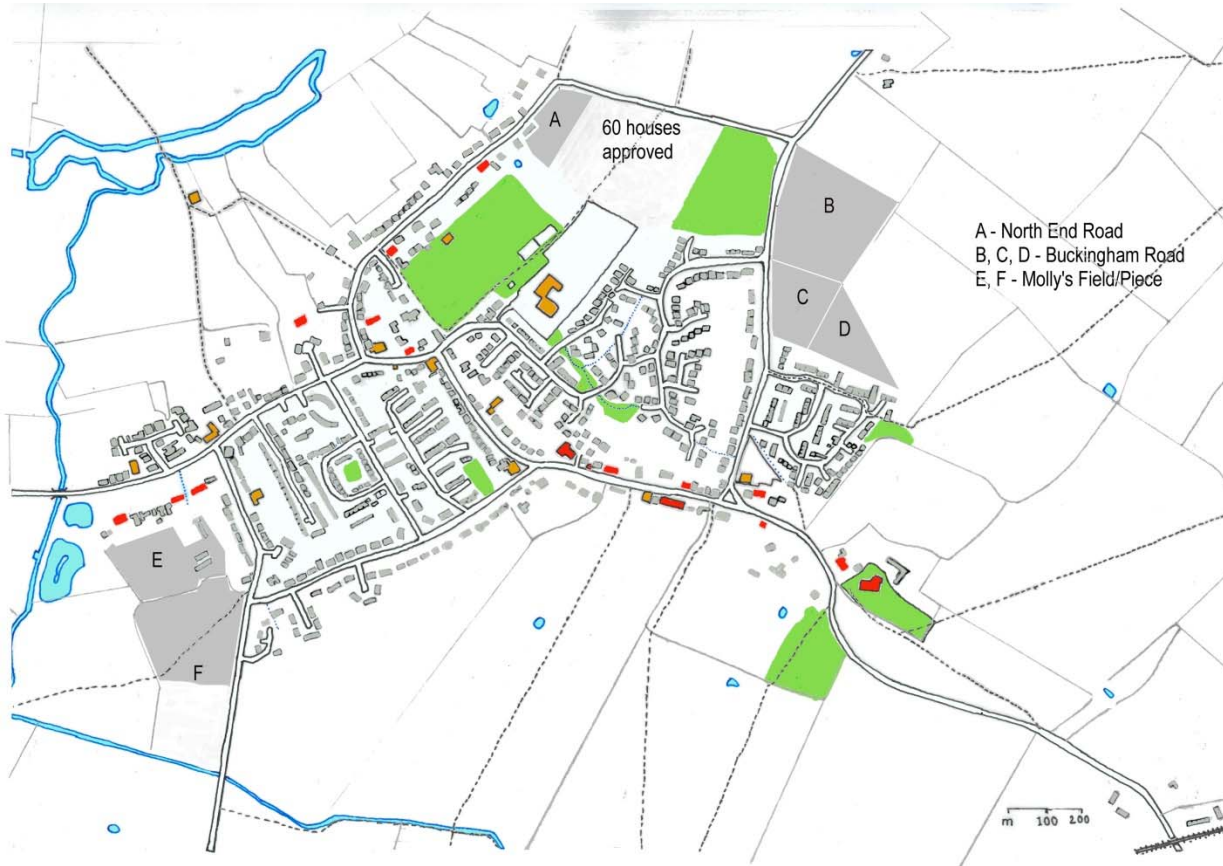 A
60 houses
approved
B
A - North End Road
B, C, D - Buckingham Road
E, F - Molly's Field/Piece
C
D
E
F
m 100 200